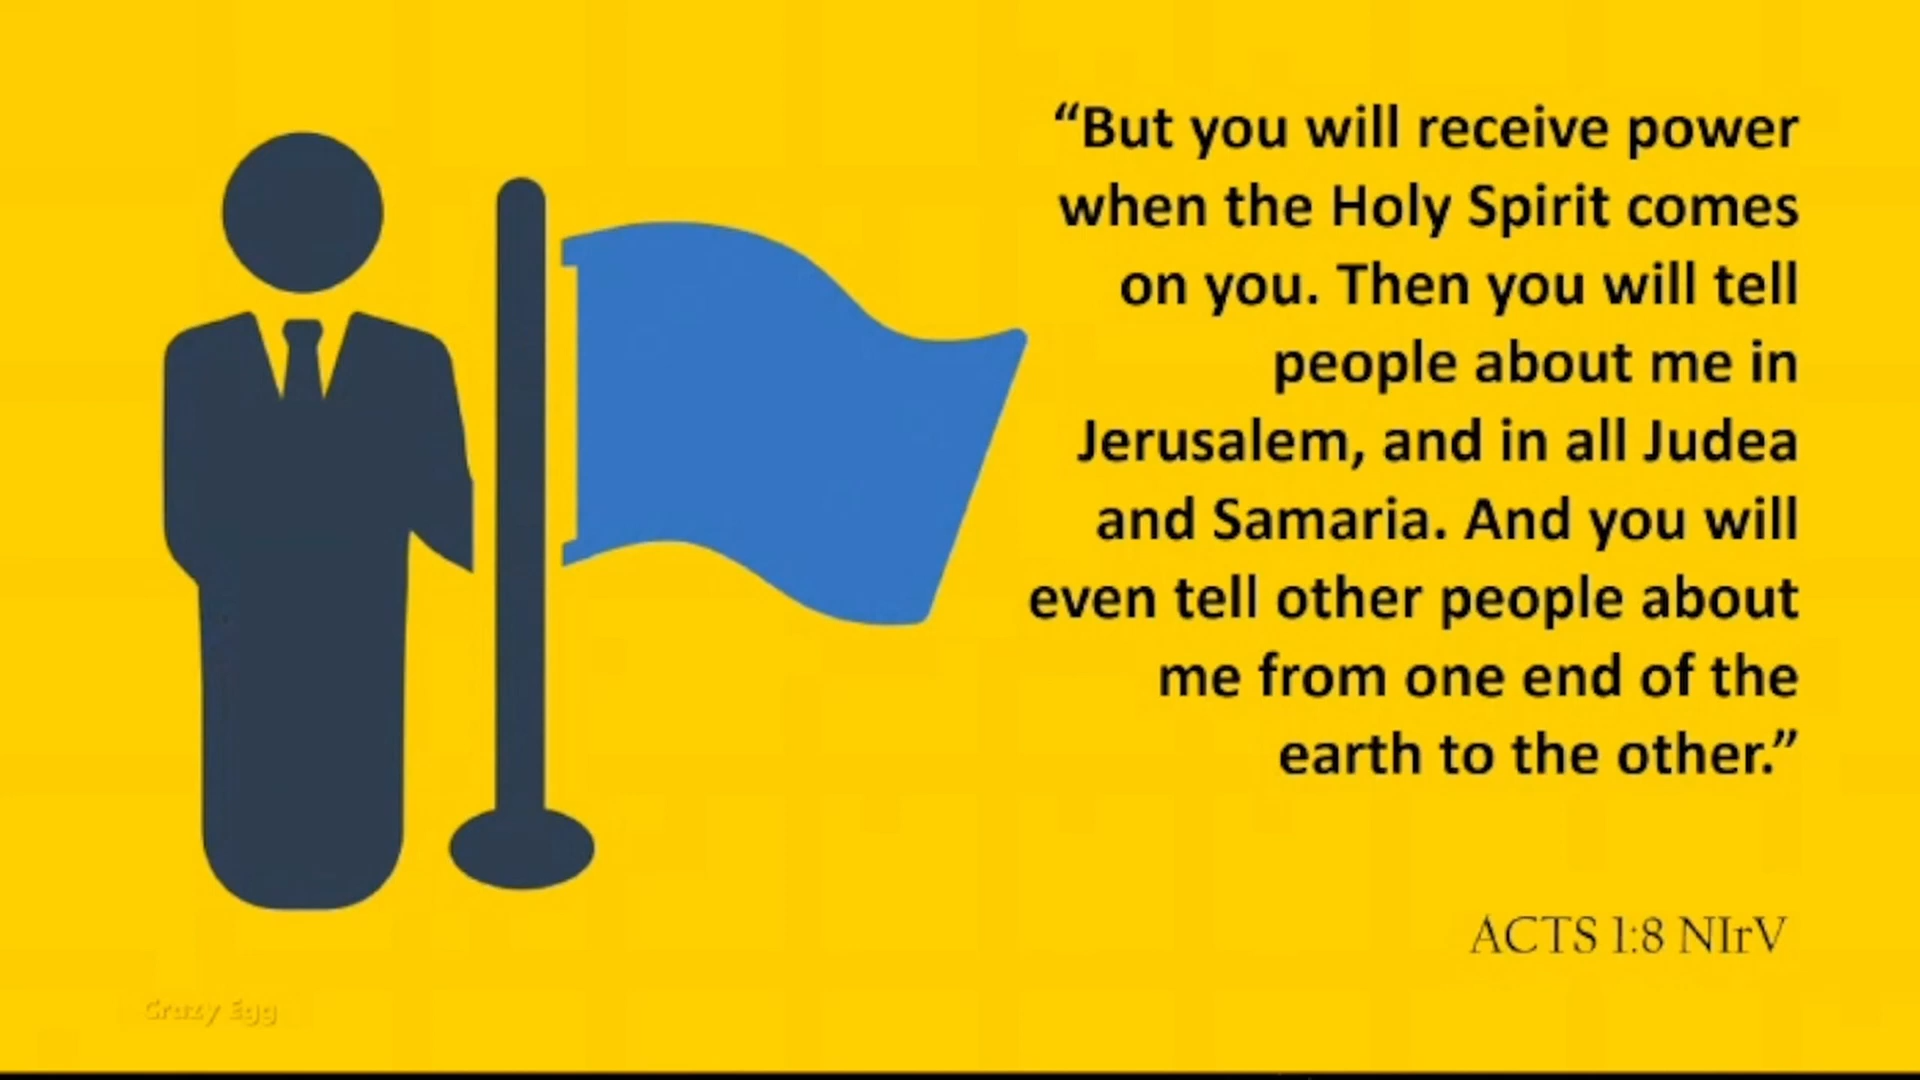 “But you will receive power
when the Holy Spirit comes
on you. Then you will tell
people about me in
Jerusalem, and in all Judea
and Samaria. And you will
even tell other people about
me from one end of the
earth to the other.”
ACTS 1:8 NIrV
Crazy Egg